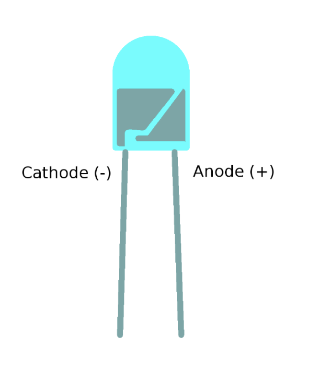 Cathode (-)
Anode (+)